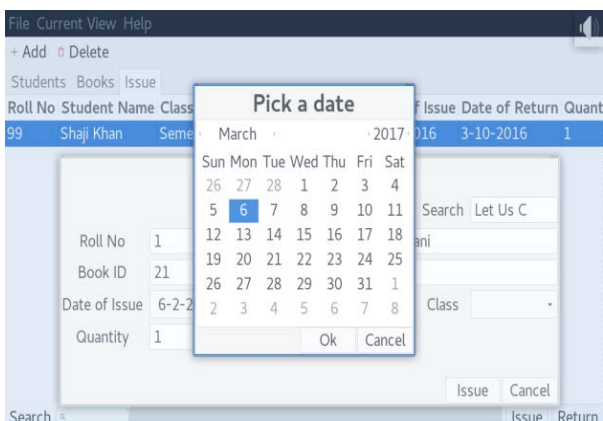 File Current View Help
+ Add Delete
Students Books Issue
Roll No Student Name Class f Issue Date of Return Quant
99 Shaji Khan Seme 016 3-10-2016 1
Pick a date
March 2017
Sun Mon Tue Wed Thu Fri Sat
26 27 28 1 2 3 4
5 6 7 8 9 10 11
12 13 14 15 16 17 18
19 20 21 22 23 24 25
26 27 28 29 30 31 1
2 3 4 5 6 7 8
Ok Cancel
Search Let Us C
Roll No 1 ani
Book ID 21
Date of Issue 6-2-2 Class
Quantity 1
Issue Cancel
Search Issue Return